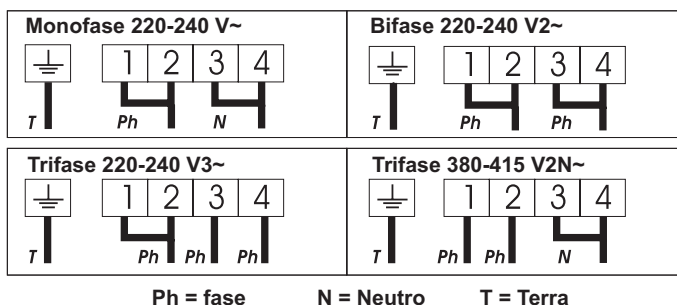 Monofase 220-240 V~
1 2 3 4
T Ph N
Bifase 220-240 V2~
1 2 3 4
T Ph Ph
Trifase 220-240 V3~
1 2 3 4
T Ph Ph Ph
Trifase 380-415 V2N~
1 2 3 4
T Ph Ph N
Ph = fase N = Neutro T = Terra